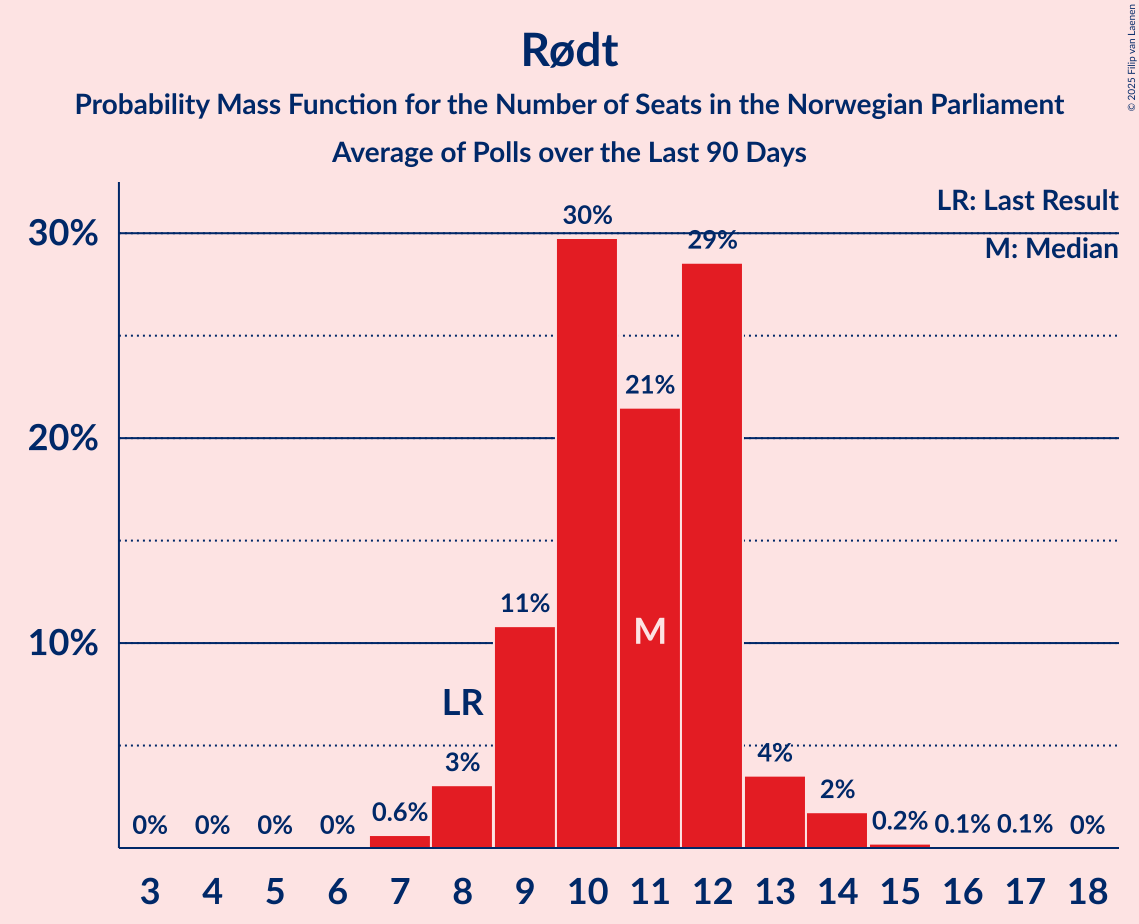 Rødt
Probability Mass Function for the Number of Seats in the Norwegian Parliament
Average of Polls over the Last 90 Days
© 2025 Filip van Laenen
LR: Last Result
M: Median
30%
20%
10%
0%
0%
0%
0%
0.6%
3%
LR
11%
30%
21%
M
29%
4%
2%
0.2%
0.1%
0.1%
0%
3 4 5 6 7 8 9 10 11 12 13 14 15 16 17 18